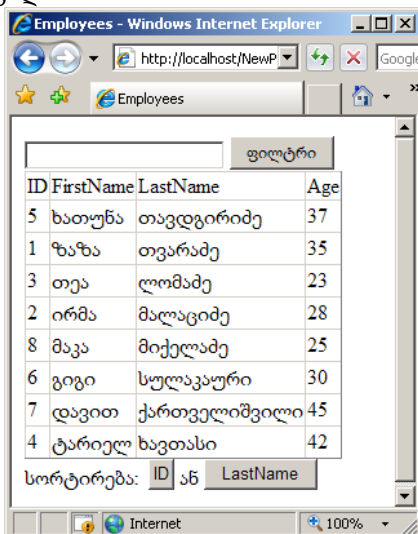 Employees - Windows Internet Explorer
http://localhost/NewP
Google
Employees
»
ფილტრი
ID FirstName LastName Age
5 ხათუნა თავდგირიძე 37
1 ზაზა თვარაძე 35
3 თეა ლომაძე 23
2 ირმა მალაციძე 28
8 მაკა მიქელაძე 25
6 გიგი სულაკაური 30
7 დავით ქართველიშვილი 45
4 ტარიელ ხავთასი 42
სორტირება: ID ან LastName
Internet 100%